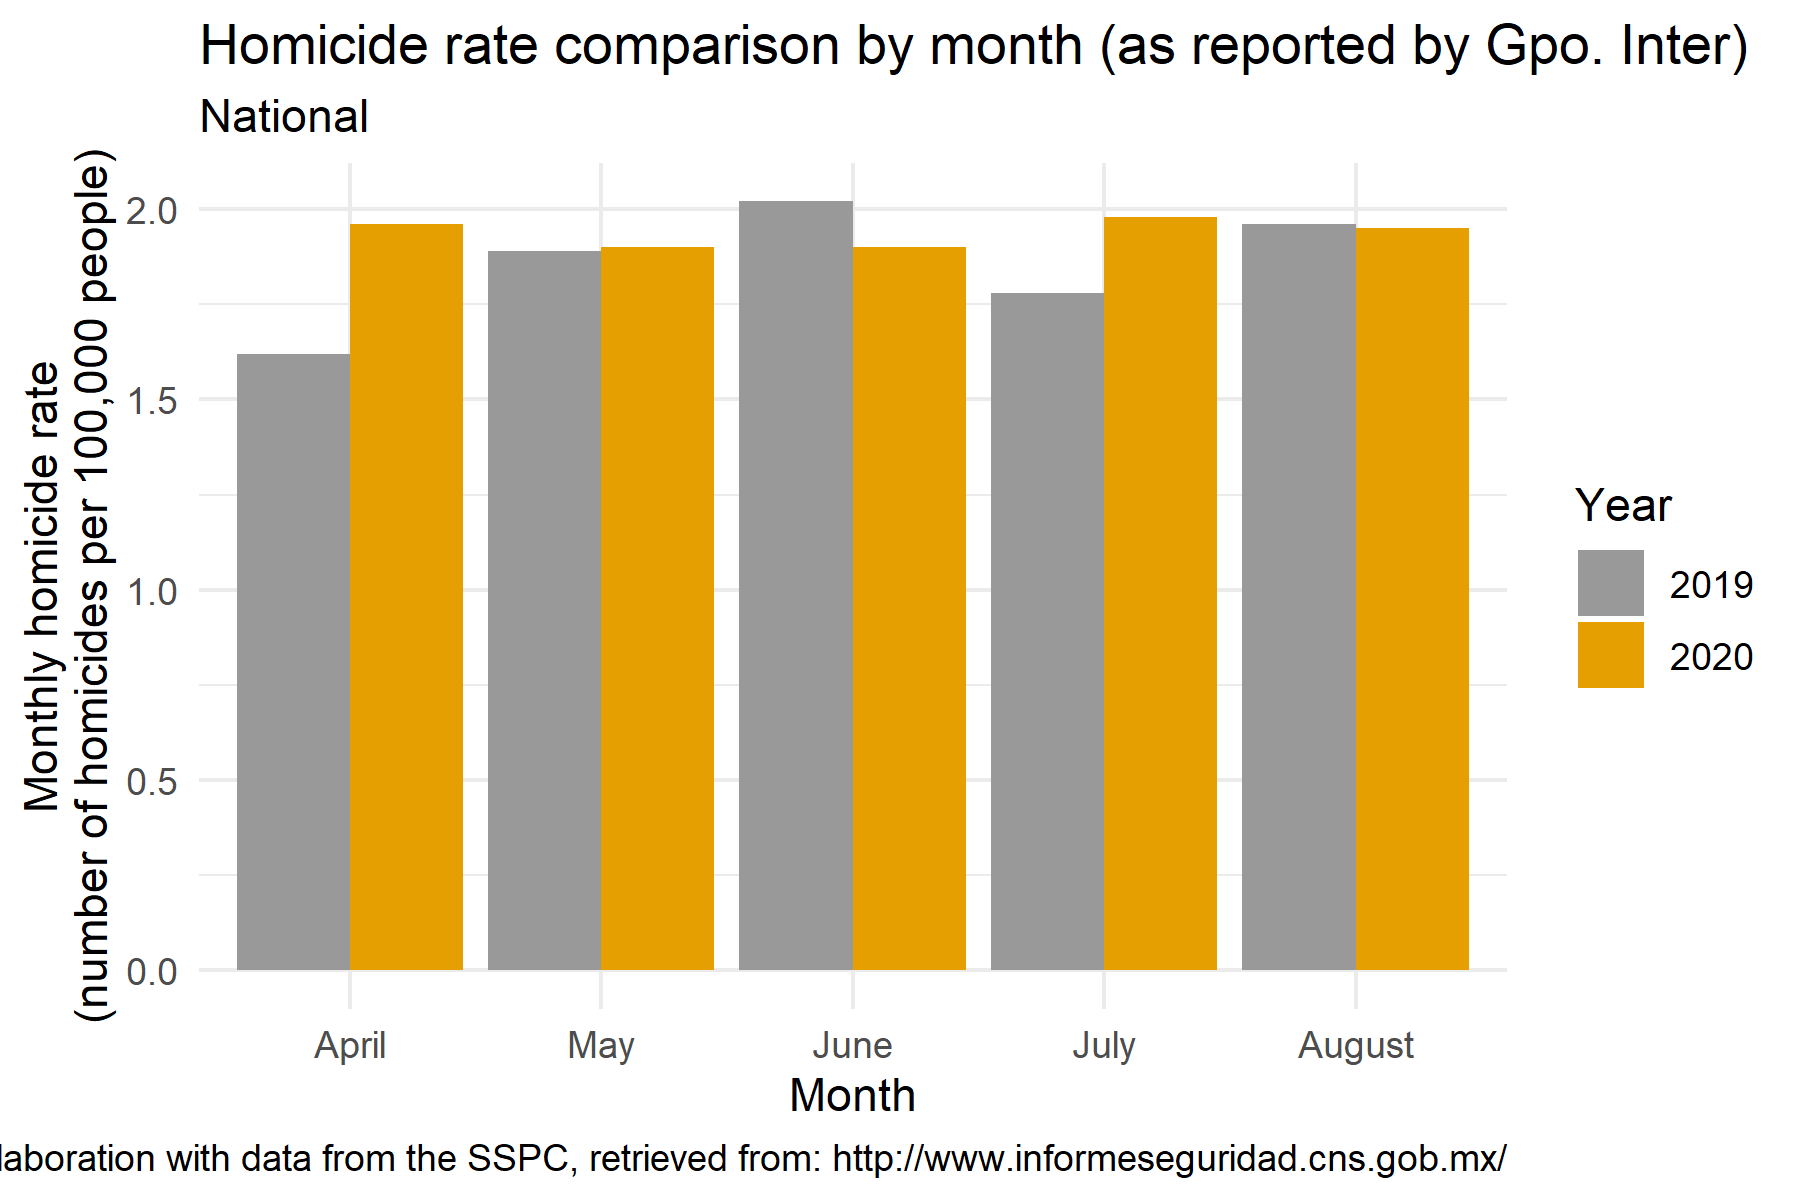 Homicide rate comparison by month (as reported by Gpo. Inter)
National
Monthly homicide rate
(number of homicides per 100,000 people)
2.0
1.5
1.0
0.5
0.0
April May June July August
Month
Year
2019
2020
laboration with data from the SSPC, retrieved from: http://www.informeseguridad.cns.gob.mx/